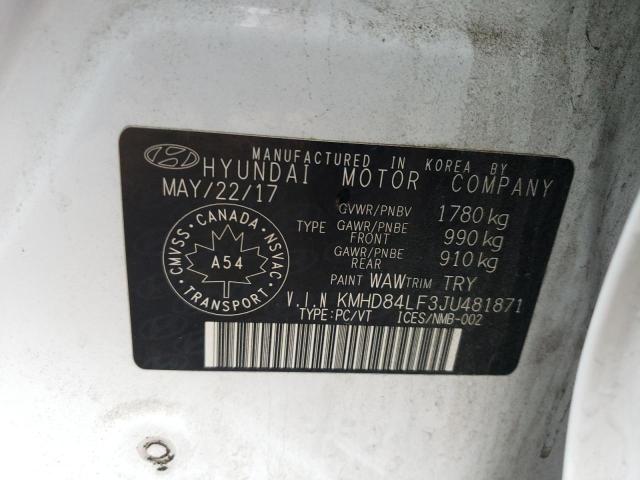 MANUFACTURED IN KOREA BY
HYUNDAI MOTOR COMPANY
MAY/22/17
GVWR/PNBV 1780 kg
TYPE GAWR/PNBE FRONT 990 kg
GAWR/PNBE REAR 910 kg
PAINT WAW TRIM TRY
V.I.N KMHD84LF3JU481871
TYPE:PC/VT ICES/NMB-002
CANADA
CMVSS NSVAC
A54
TRANSPORT